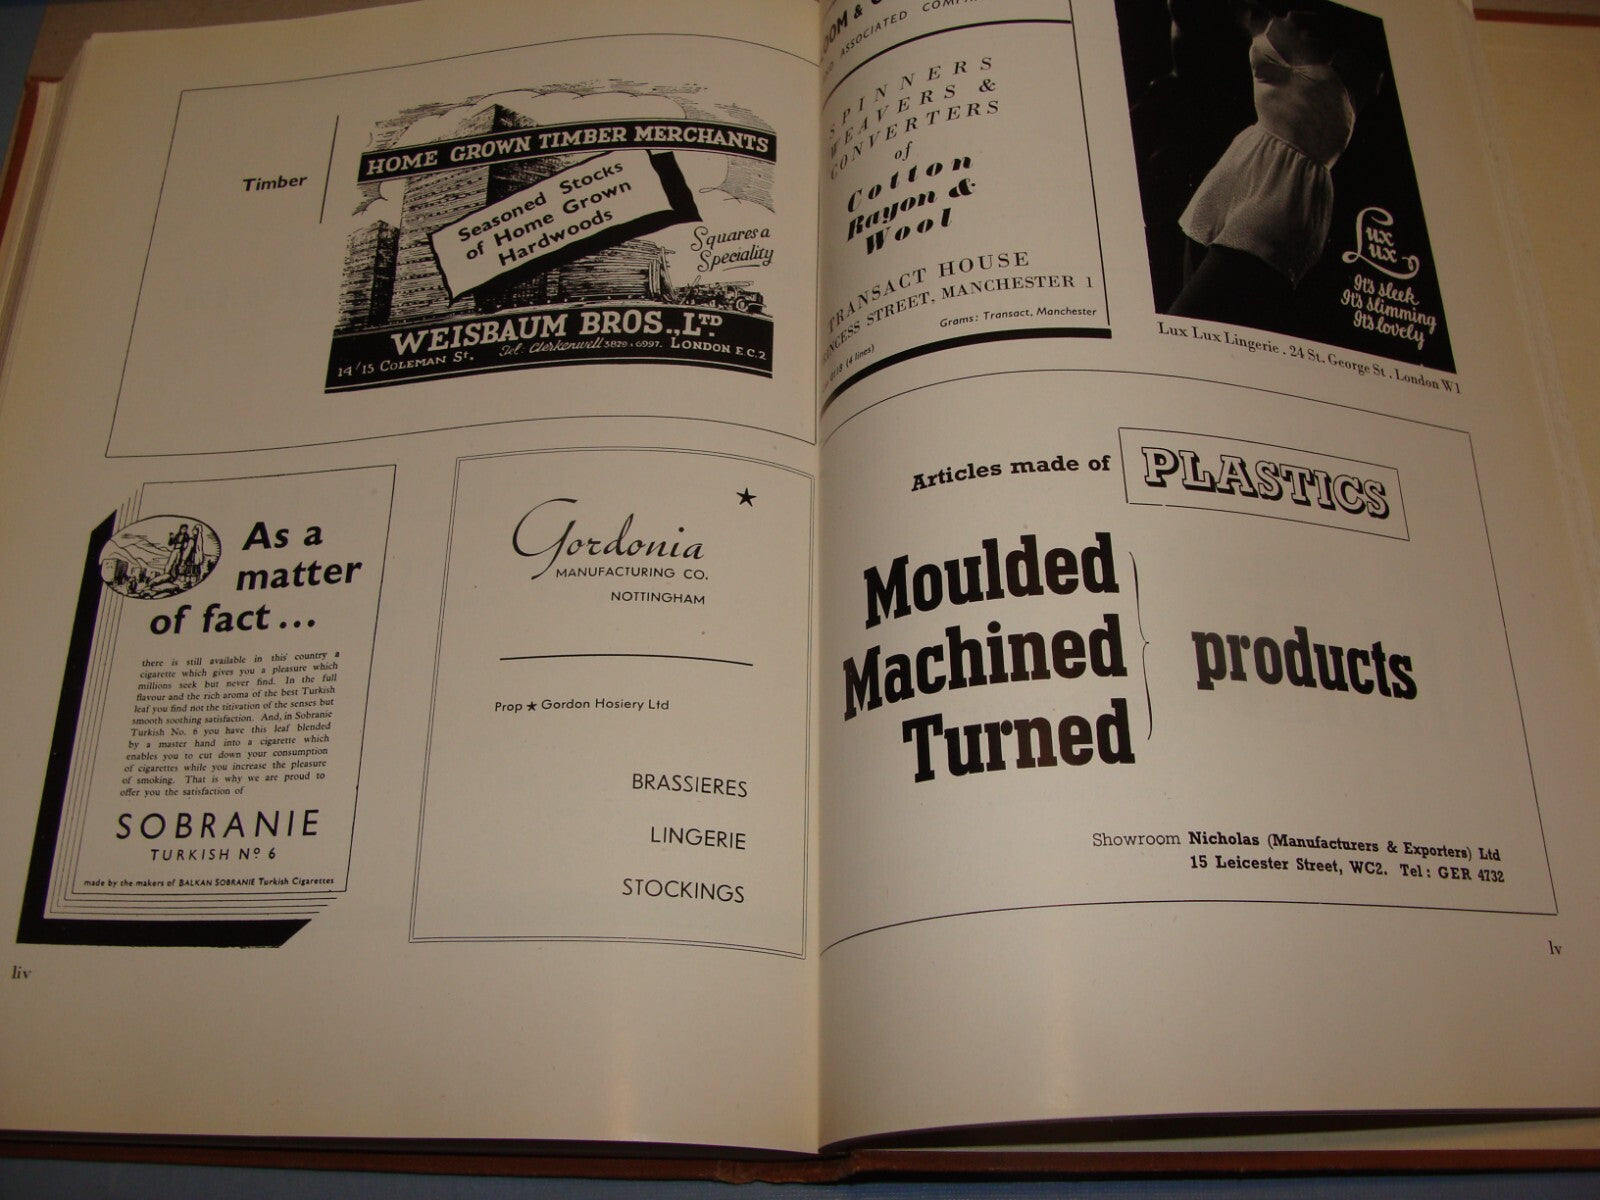 Timber
HOME GROWN TIMBER MERCHANTS
Seasoned Stocks
of Home Grown
Hardwoods
Squares a
Speciality
WEISBAUM BROS., LTD
14/15 COLEMAN ST. Tel: Clerkenwell 3829 • 6997. LONDON E.C.2
As a
matter
of fact...
there is still available in this country a
cigarette which gives you a pleasure which
millions seek but never find. In the full
flavour and the rich aroma of the best Turkish
leaf you find not the titivation of the senses but
smooth soothing satisfaction. And, in Sobranie
Turkish No. 6 you have this leaf blended
by a master hand into a cigarette which
enables you to cut down your consumption
of cigarettes while you increase the pleasure
of smoking. That is why we are proud to
offer you the satisfaction of
SOBRANIE
TURKISH Nº 6
made by the makers of BALKAN SOBRANIE Turkish Cigarettes
liv
Gordonia
MANUFACTURING CO.
NOTTINGHAM
Prop ★ Gordon Hosiery Ltd
BRASSIERES
LINGERIE
STOCKINGS
ASSOCIATED
SPINNERS
WEAVERS &
CONVERTERS
of
Cotton
Rayon &
Wool
TRANSACT HOUSE
STREET, MANCHESTER 1
Grams: Transact, Manchester
(4 lines)
Lux
Lux
It's sleek
It's slimming
It's lovely
Lux Lux Lingerie . 24 St. George St . London W1
Articles made of PLASTICS
Moulded
Machined
Turned
products
Showroom Nicholas (Manufacturers & Exporters) Ltd
15 Leicester Street, WC2. Tel: GER 4732
lv